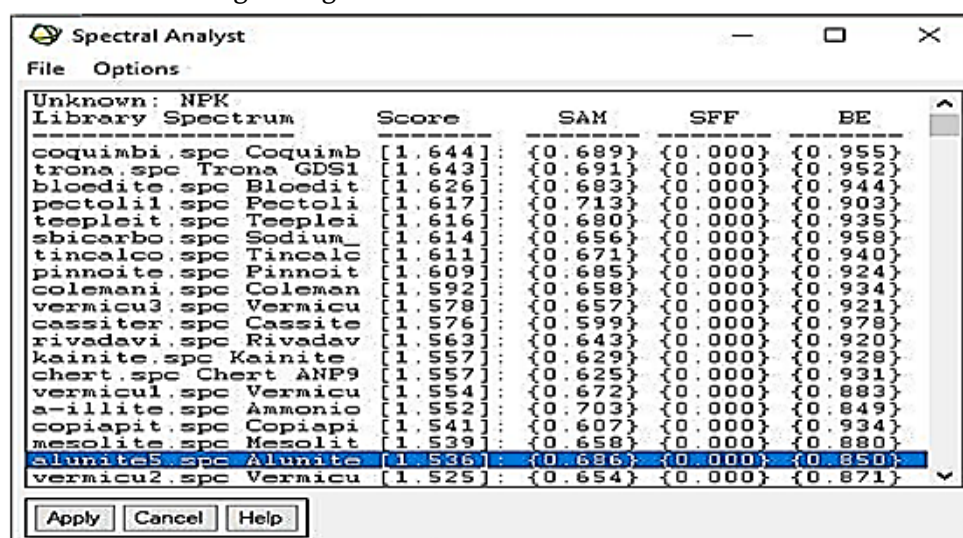 Spectral Analyst
File Options
Unknown: NPK
Library Spectrum Score SAM SFF BE
coquimbi.spc Coquimb [1.644]: {0.689} {0.000} {0.955}
trona.spc Trona GDS1 [1.643]: {0.691} {0.000} {0.952}
bloedite.spc Bloedit [1.626]: {0.683} {0.000} {0.944}
pectoli1.spc Pectoli [1.617]: {0.713} {0.000} {0.903}
teepleit.spc Teeplei [1.616]: {0.680} {0.000} {0.935}
sbicarbo.spc Sodium_ [1.614]: {0.656} {0.000} {0.958}
tincalco.spc Tincalc [1.611]: {0.671} {0.000} {0.940}
pinnoite.spc Pinnoit [1.609]: {0.685} {0.000} {0.924}
colemani.spc Coleman [1.592]: {0.658} {0.000} {0.934}
vermicu3.spc Vermicu [1.578]: {0.657} {0.000} {0.921}
cassiter.spc Cassite [1.576]: {0.599} {0.000} {0.978}
rivadavi.spc Rivadav [1.563]: {0.643} {0.000} {0.920}
kainite.spc Kainite [1.557]: {0.629} {0.000} {0.928}
chert.spc Chert ANP9 [1.557]: {0.625} {0.000} {0.931}
vermicu1.spc Vermicu [1.554]: {0.672} {0.000} {0.883}
a-illite.spc Ammonio [1.552]: {0.703} {0.000} {0.849}
copiapit.spc Copiapi [1.541]: {0.607} {0.000} {0.934}
mesolite.spc Mesolit [1.539]: {0.658} {0.000} {0.880}
alunite5.spc Alunite [1.536]: {0.686} {0.000} {0.850}
vermicu2.spc Vermicu [1.525]: {0.654} {0.000} {0.871}
Apply Cancel Help